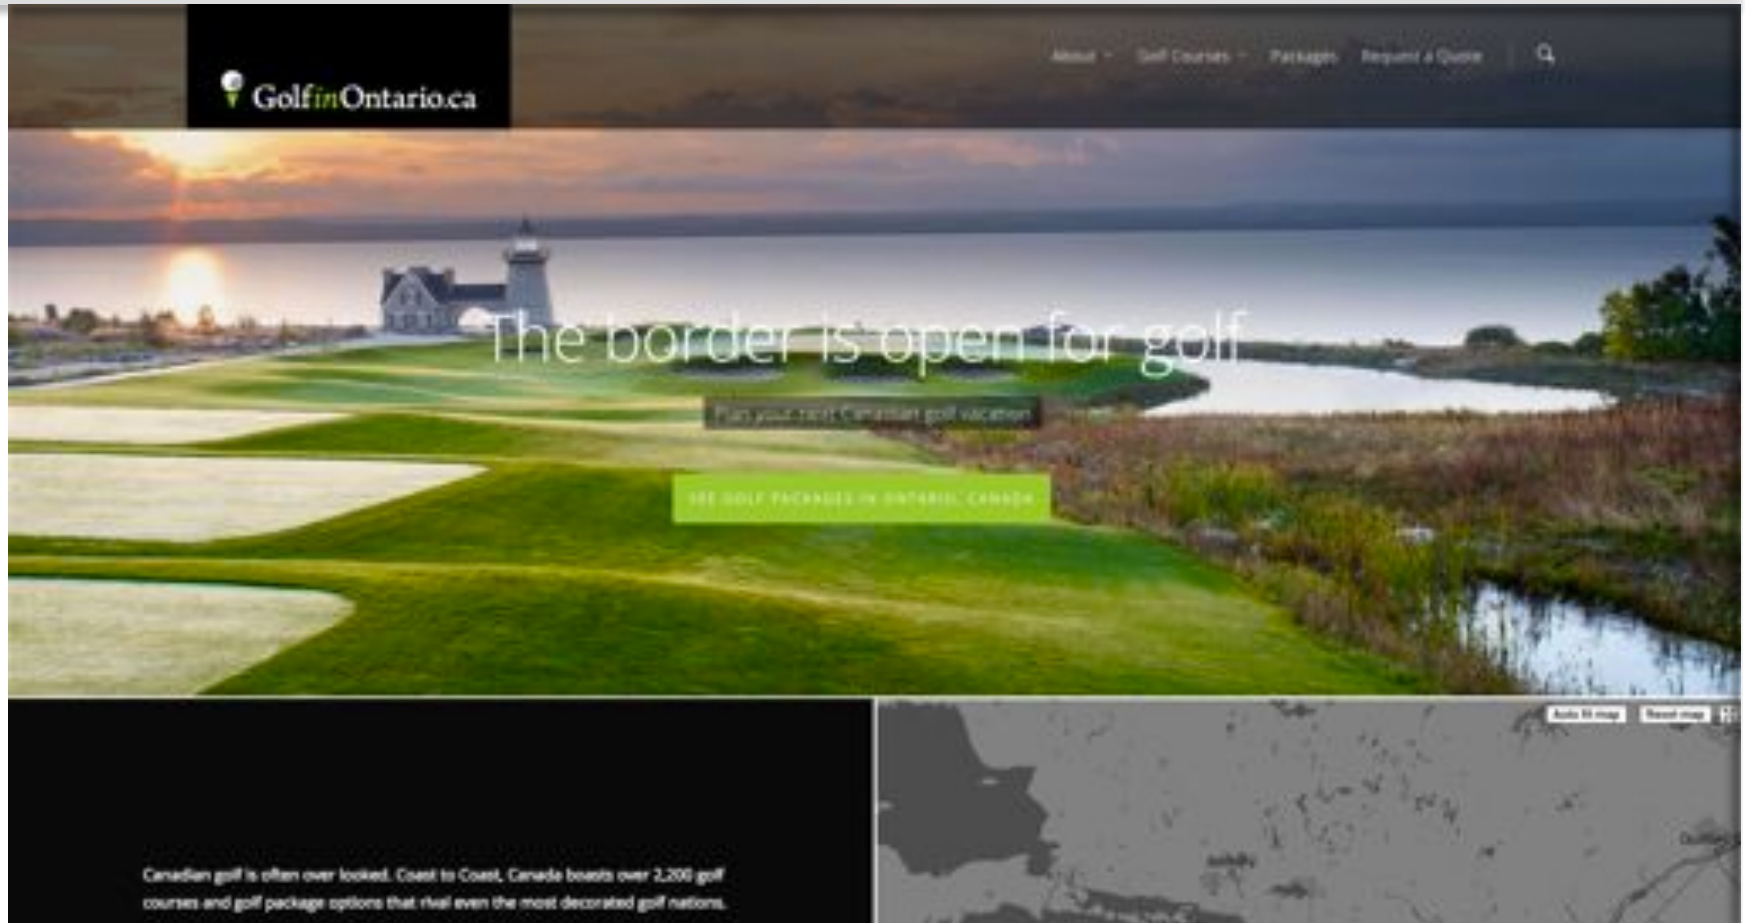 GolfinOntario.ca
About Golf Courses Packages Request a Quote
The border is open for golf
Plan your next Canadian golf vacation
SEE GOLF PACKAGES IN ONTARIO, CANADA
Reset map
Canadian golf is often over looked. Coast to Coast, Canada boasts over 2,200 golf
courses and golf package options that rival even the most decorated golf nations.